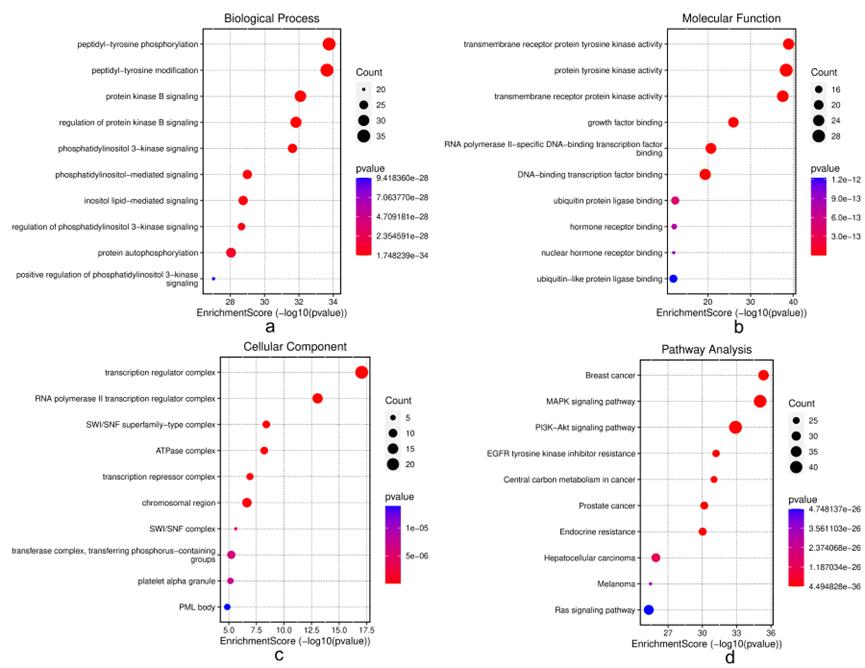 Biological Process
peptidyl−tyrosine phosphorylation
peptidyl−tyrosine modification
protein kinase B signaling
regulation of protein kinase B signaling
phosphatidylinositol 3−kinase signaling
phosphatidylinositol−mediated signaling
inositol lipid−mediated signaling
regulation of phosphatidylinositol 3−kinase signaling
protein autophosphorylation
positive regulation of phosphatidylinositol 3−kinase
signaling
28 30 32 34
EnrichmentScore (−log10(pvalue))
Count
20
25
30
35
pvalue
9.418360e−28
7.063770e−28
4.709181e−28
2.354591e−28
1.748239e−34
a
Molecular Function
transmembrane receptor protein tyrosine kinase activity
protein tyrosine kinase activity
transmembrane receptor protein kinase activity
growth factor binding
RNA polymerase II−specific DNA−binding transcription factor
binding
DNA−binding transcription factor binding
ubiquitin protein ligase binding
hormone receptor binding
nuclear hormone receptor binding
ubiquitin−like protein ligase binding
20 30 40
EnrichmentScore (−log10(pvalue))
Count
16
20
24
28
pvalue
1.2e−12
9.0e−13
6.0e−13
3.0e−13
b
Cellular Component
transcription regulator complex
RNA polymerase II transcription regulator complex
SWI/SNF superfamily−type complex
ATPase complex
transcription repressor complex
chromosomal region
SWI/SNF complex
transferase complex, transferring phosphorus−containing
groups
platelet alpha granule
PML body
5.0 7.5 10.0 12.5 15.0 17.5
EnrichmentScore (−log10(pvalue))
Count
5
10
15
20
pvalue
1e−05
5e−06
c
Pathway Analysis
Breast cancer
MAPK signaling pathway
PI3K−Akt signaling pathway
EGFR tyrosine kinase inhibitor resistance
Central carbon metabolism in cancer
Prostate cancer
Endocrine resistance
Hepatocellular carcinoma
Melanoma
Ras signaling pathway
27 30 33 36
EnrichmentScore (−log10(pvalue))
Count
25
30
35
40
pvalue
4.748137e−26
3.561103e−26
2.374068e−26
1.187034e−26
4.494828e−36
d